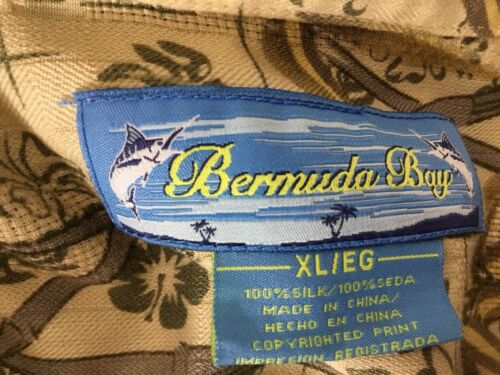 Bermuda Bay
XL/EG
100% SILK/100% SEDA
MADE IN CHINA/
HECHO EN CHINA
COPYRIGHTED PRINT
IMPRESION REGISTRADA